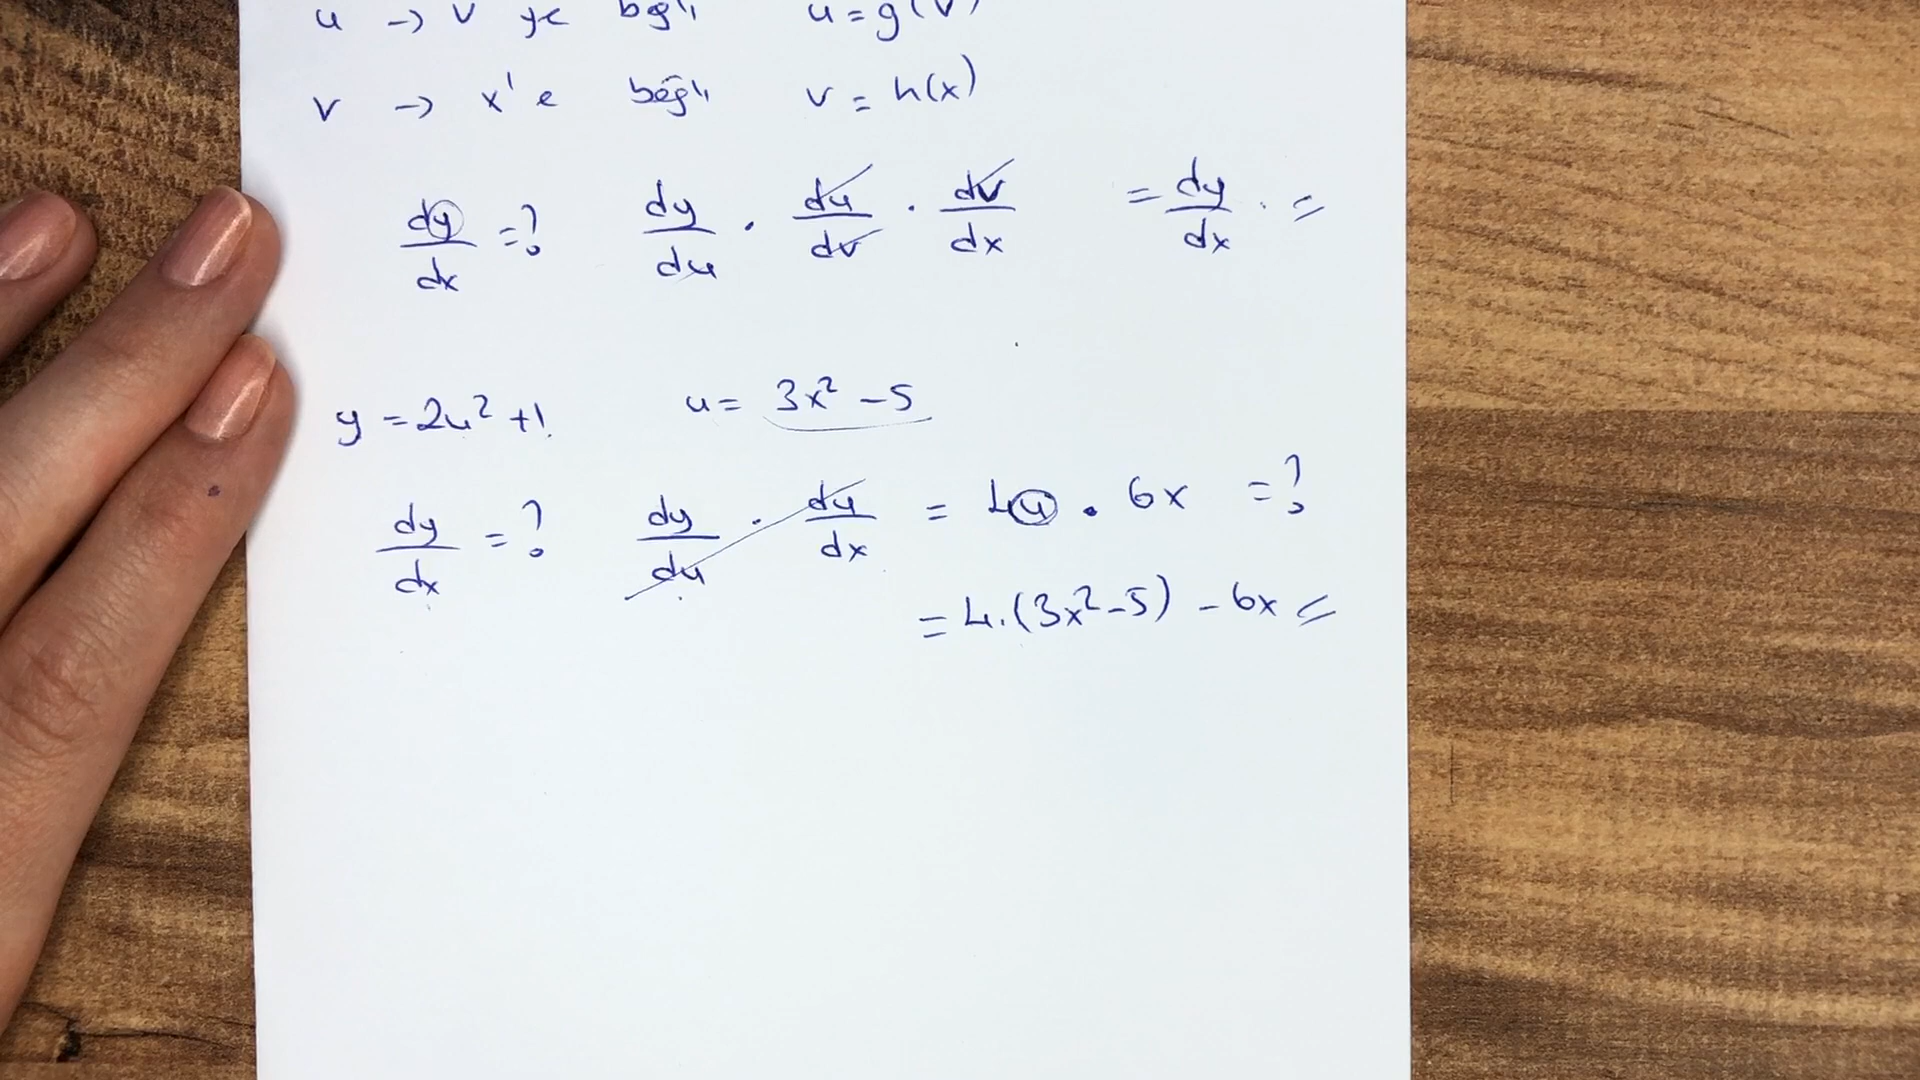 u → v ye bağlı u = g(v)
v → x'e bağlı v = h(x)
dy/dx = ? dy/du . du/dv . dv/dx = dy/dx . =
y = 2u² + 1 u = 3x² - 5
dy/dx = ? dy/du . du/dx = 4u . 6x = ?
= 4.(3x² - 5) - 6x =